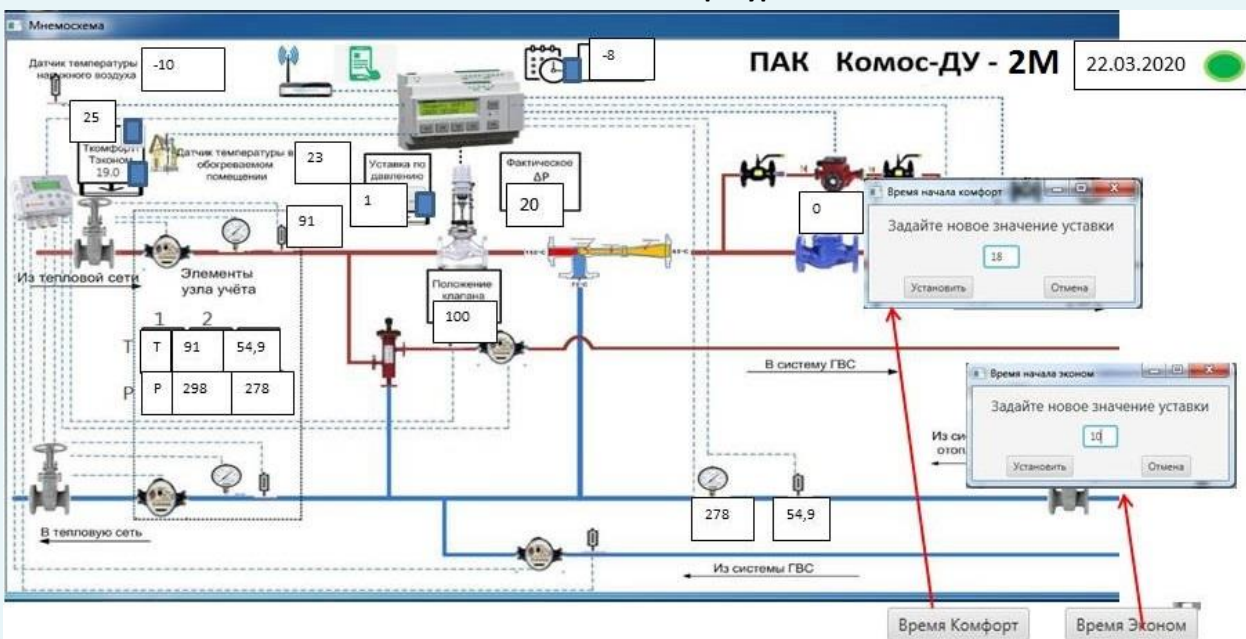 Мнемосхема
Датчик температуры
наружного воздуха
-10
-8
ПАК Комос-ДУ - 2М
22.03.2020
25
Ткомфорт
Тэконом
19.0
Датчик температуры в
обогреваемом
помещении
23
Уставка по
давлению
1
Фактическое
ΔP
20
91
0
Время начала комфорт
Задайте новое значение уставки
18
Установить
Отмена
Из тепловой сети
Элементы
узла учёта
Положение
клапана
100
1 2
Т Т 91 54,9
Р Р 298 278
В систему ГВС
Время начала эконом
Задайте новое значение уставки
10
Установить
Отмена
Из
278
54,9
В тепловую сеть
Из системы ГВС
Время Комфорт
Время Эконом